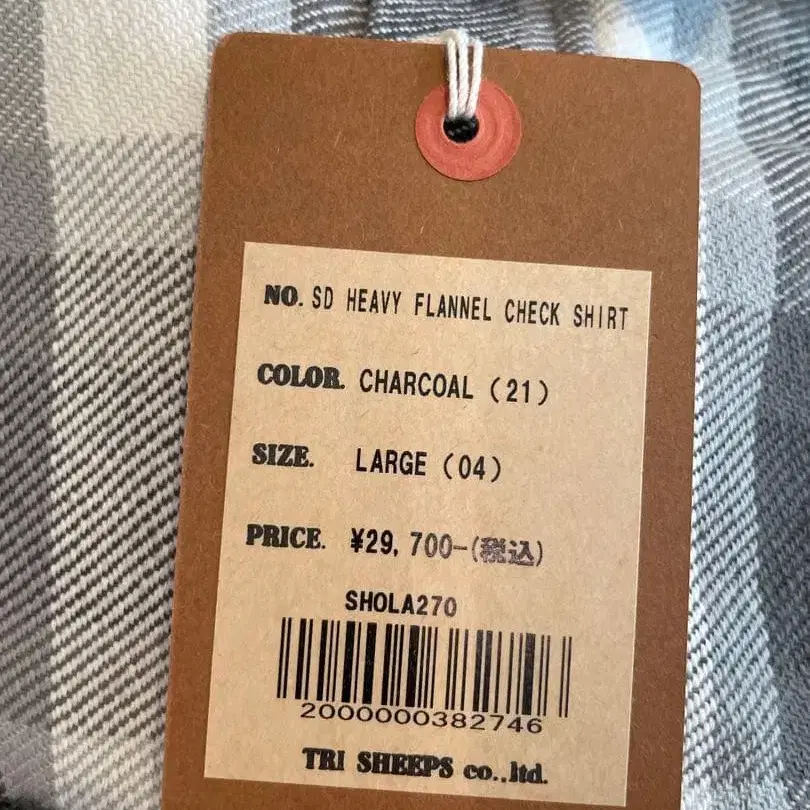 NO. SD HEAVY FLANNEL CHECK SHIRT
COLOR. CHARCOAL (21)
SIZE. LARGE (04)
PRICE. ¥29,700-(税込)
SHOLA270
2000000382746
TRI SHEEPS co.,ltd.